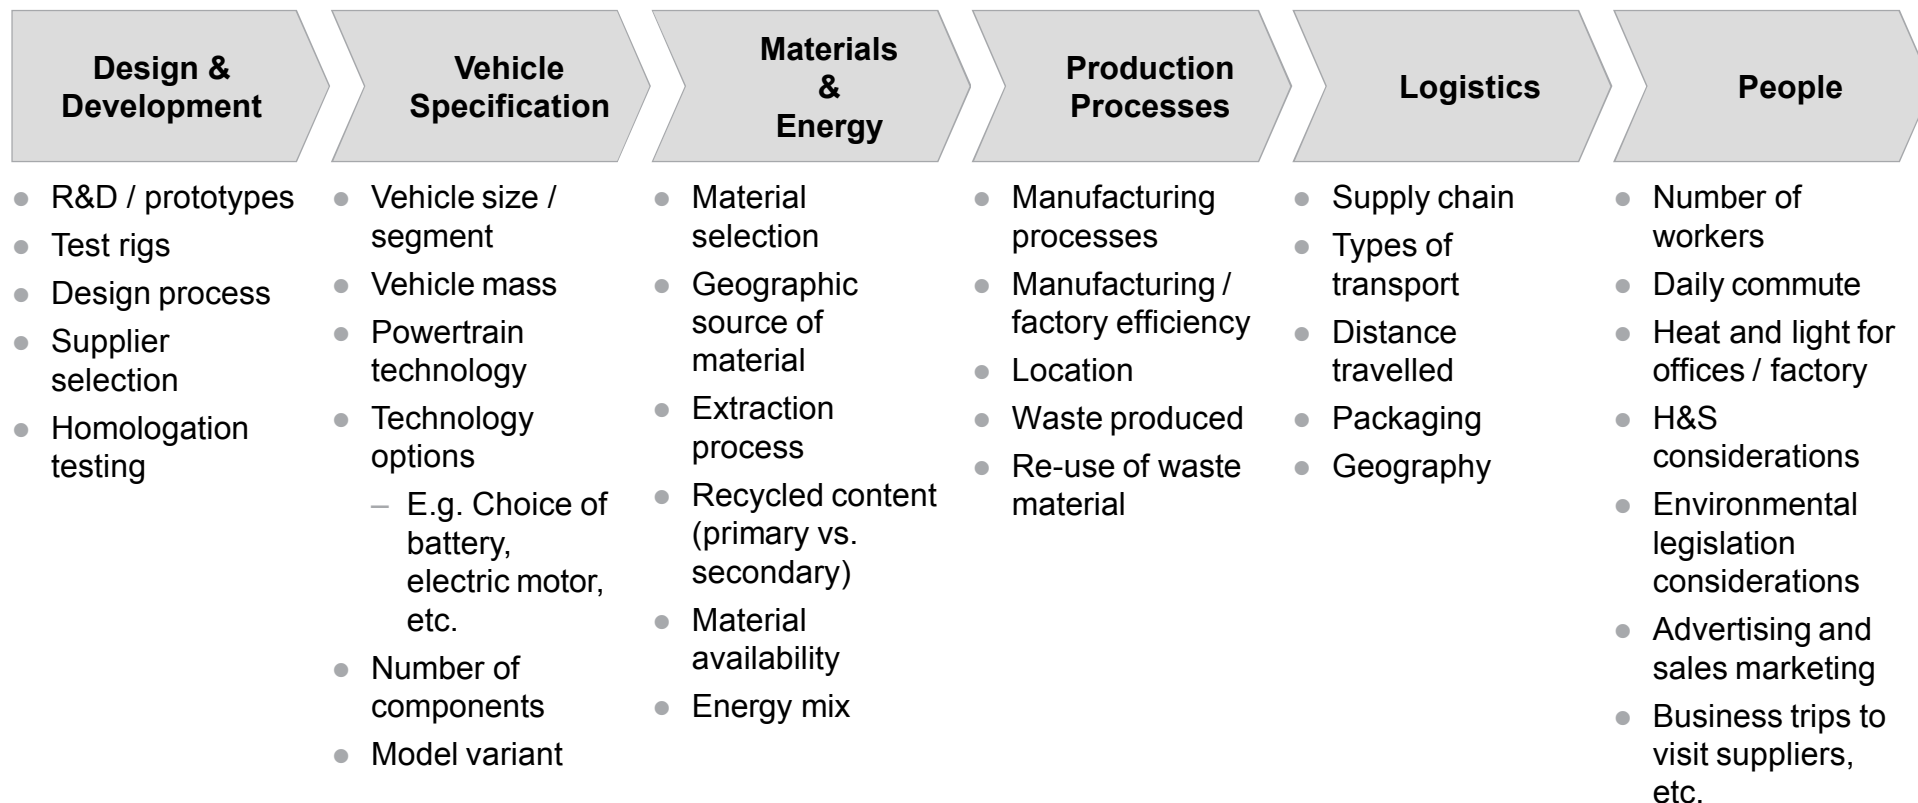 Design &
Development
Vehicle
Specification
Materials
&
Energy
Production
Processes
Logistics
People
R&D / prototypes
Test rigs
Design process
Supplier
selection
Homologation
testing
Vehicle size /
segment
Vehicle mass
Powertrain
technology
Technology
options
– E.g. Choice of
battery,
electric motor,
etc.
Number of
components
Model variant
Material
selection
Geographic
source of
material
Extraction
process
Recycled content
(primary vs.
secondary)
Material
availability
Energy mix
Manufacturing
processes
Manufacturing /
factory efficiency
Location
Waste produced
Re-use of waste
material
Supply chain
Types of
transport
Distance
travelled
Packaging
Geography
Number of
workers
Daily commute
Heat and light for
offices / factory
H&S
considerations
Environmental
legislation
considerations
Advertising and
sales marketing
Business trips to
visit suppliers,
etc.